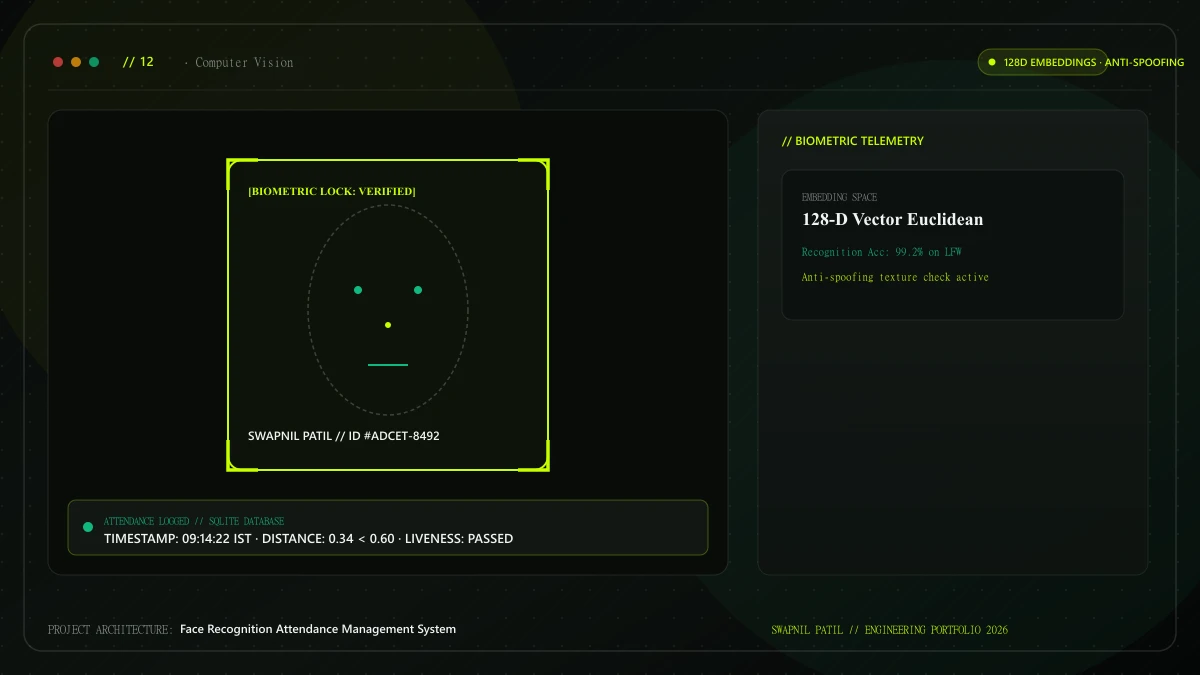 // 12 · Computer Vision
128D EMBEDDINGS · ANTI-SPOOFING
[BIOMETRIC LOCK: VERIFIED]
SWAPNIL PATIL // ID #ADCET-8492
ATTENDANCE LOGGED // SQLITE DATABASE
TIMESTAMP: 09:14:22 IST · DISTANCE: 0.34 < 0.60 · LIVENESS: PASSED
// BIOMETRIC TELEMETRY
EMBEDDING SPACE
128-D Vector Euclidean
Recognition Acc: 99.2% on LFW
Anti-spoofing texture check active
PROJECT ARCHITECTURE: Face Recognition Attendance Management System
SWAPNIL PATIL // ENGINEERING PORTFOLIO 2026